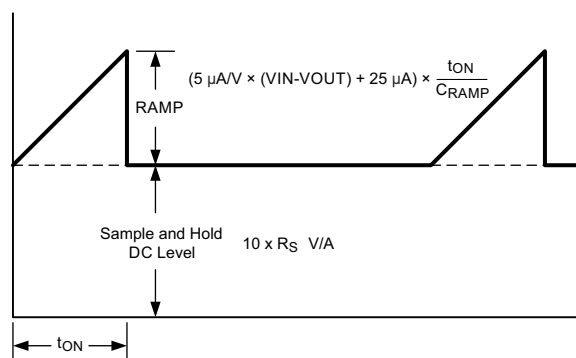 (5 µA/V × (VIN-VOUT) + 25 µA) × tON / CRAMP
RAMP
Sample and Hold
DC Level
10 x RS V/A
tON